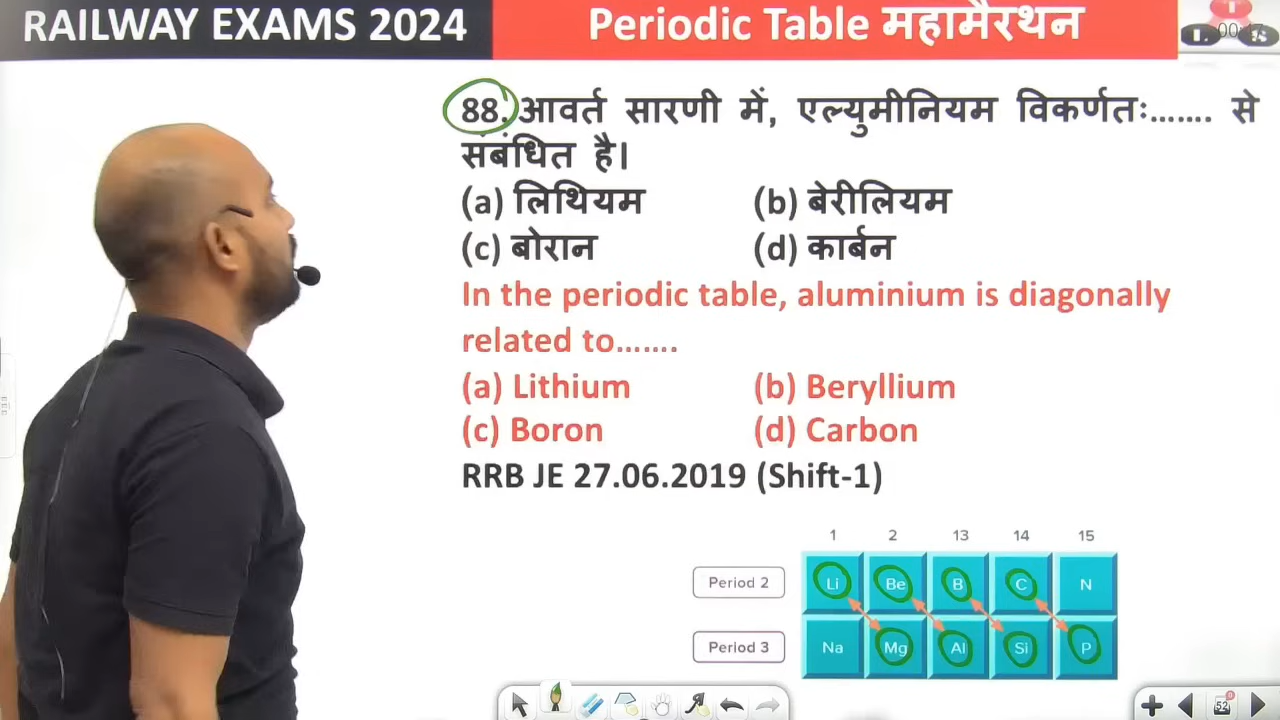 RAILWAY EXAMS 2024
Periodic Table महामैरथन
88. आवर्त सारणी में, एल्युमीनियम विकर्णतः....... से
संबंधित है।
(a) लिथियम (b) बेरीलियम
(c) बोरान (d) कार्बन
In the periodic table, aluminium is diagonally
related to.......
(a) Lithium (b) Beryllium
(c) Boron (d) Carbon
RRB JE 27.06.2019 (Shift-1)
1 2 13 14 15
Period 2 Li Be B C N
Period 3 Na Mg Al Si P
52